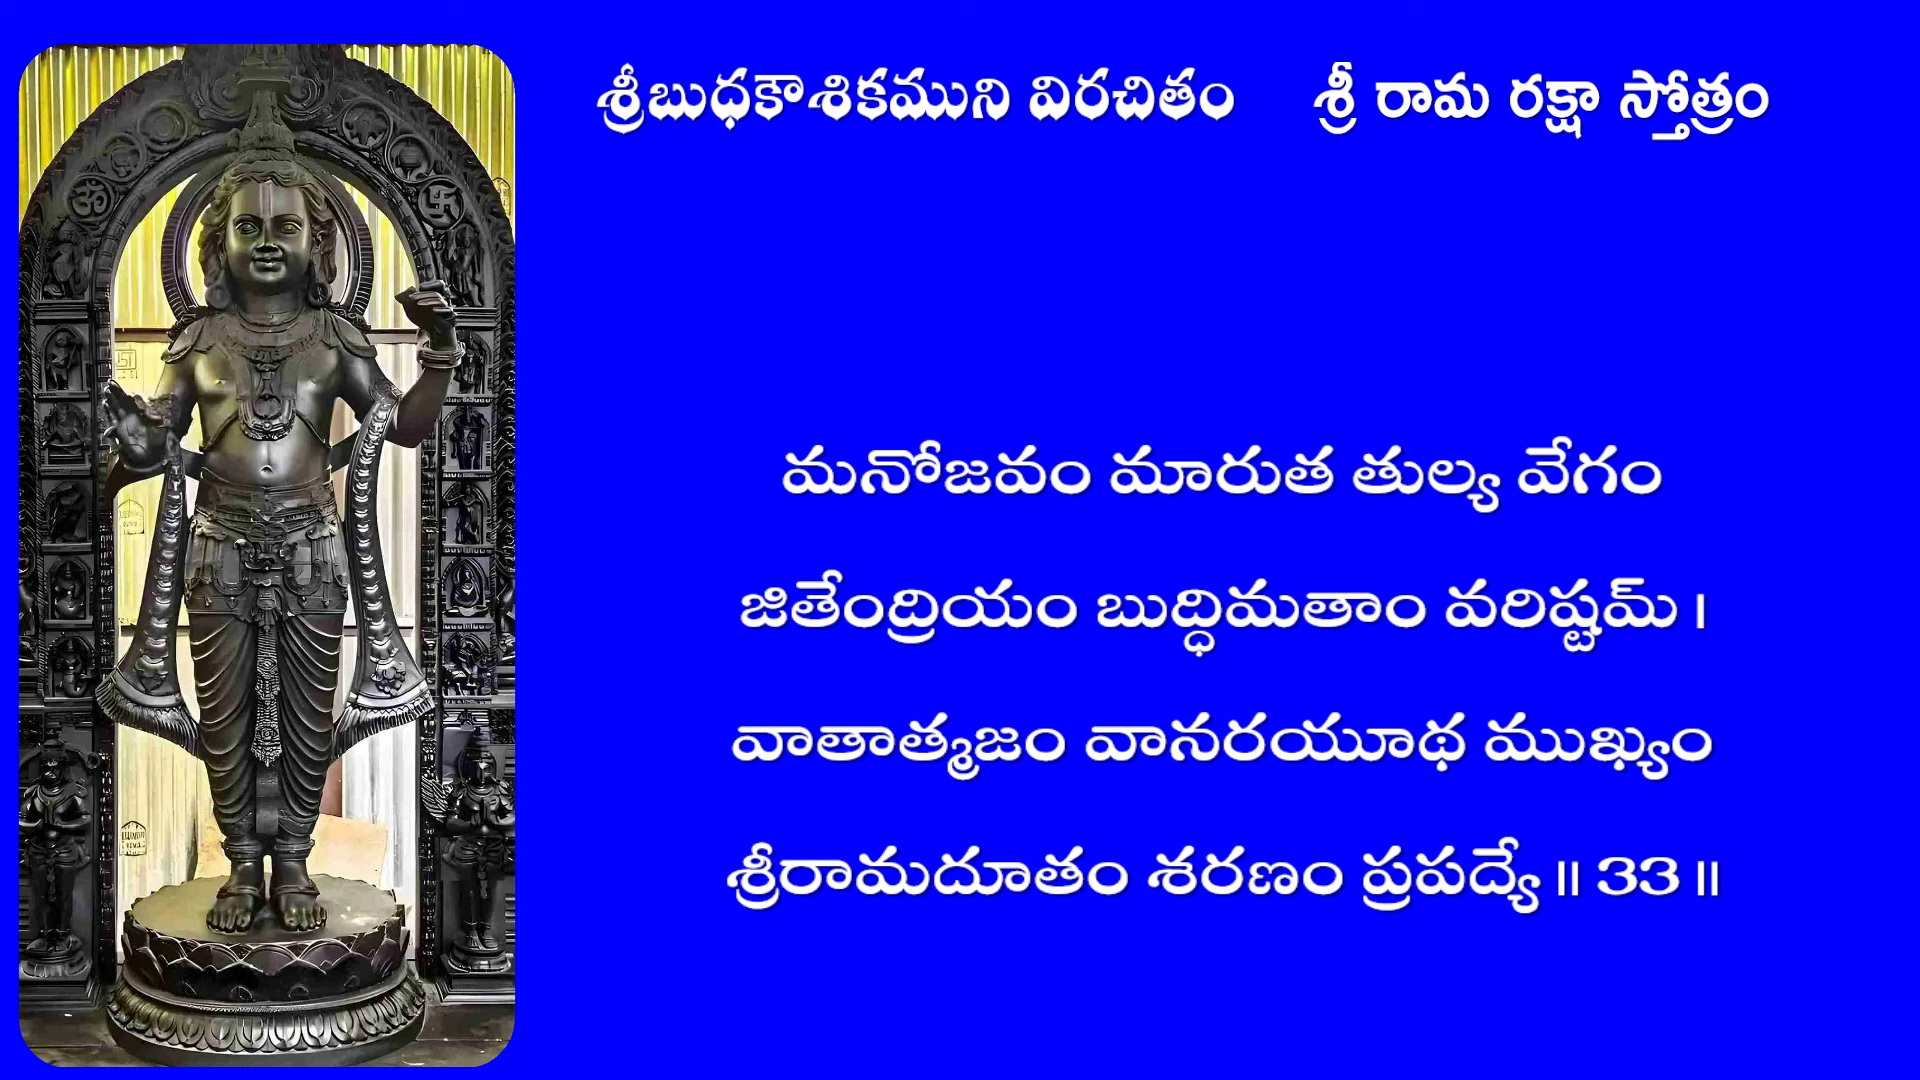 శ్రీబుధకౌశికముని విరచితం శ్రీ రామ రక్షా స్తోత్రం
మనోజవం మారుత తుల్య వేగం
జితేంద్రియం బుద్ధిమతాం వరిష్టమ్ ।
వాతాత్మజం వానరయూథ ముఖ్యం
శ్రీరామదూతం శరణం ప్రపద్యే ॥ 33 ॥